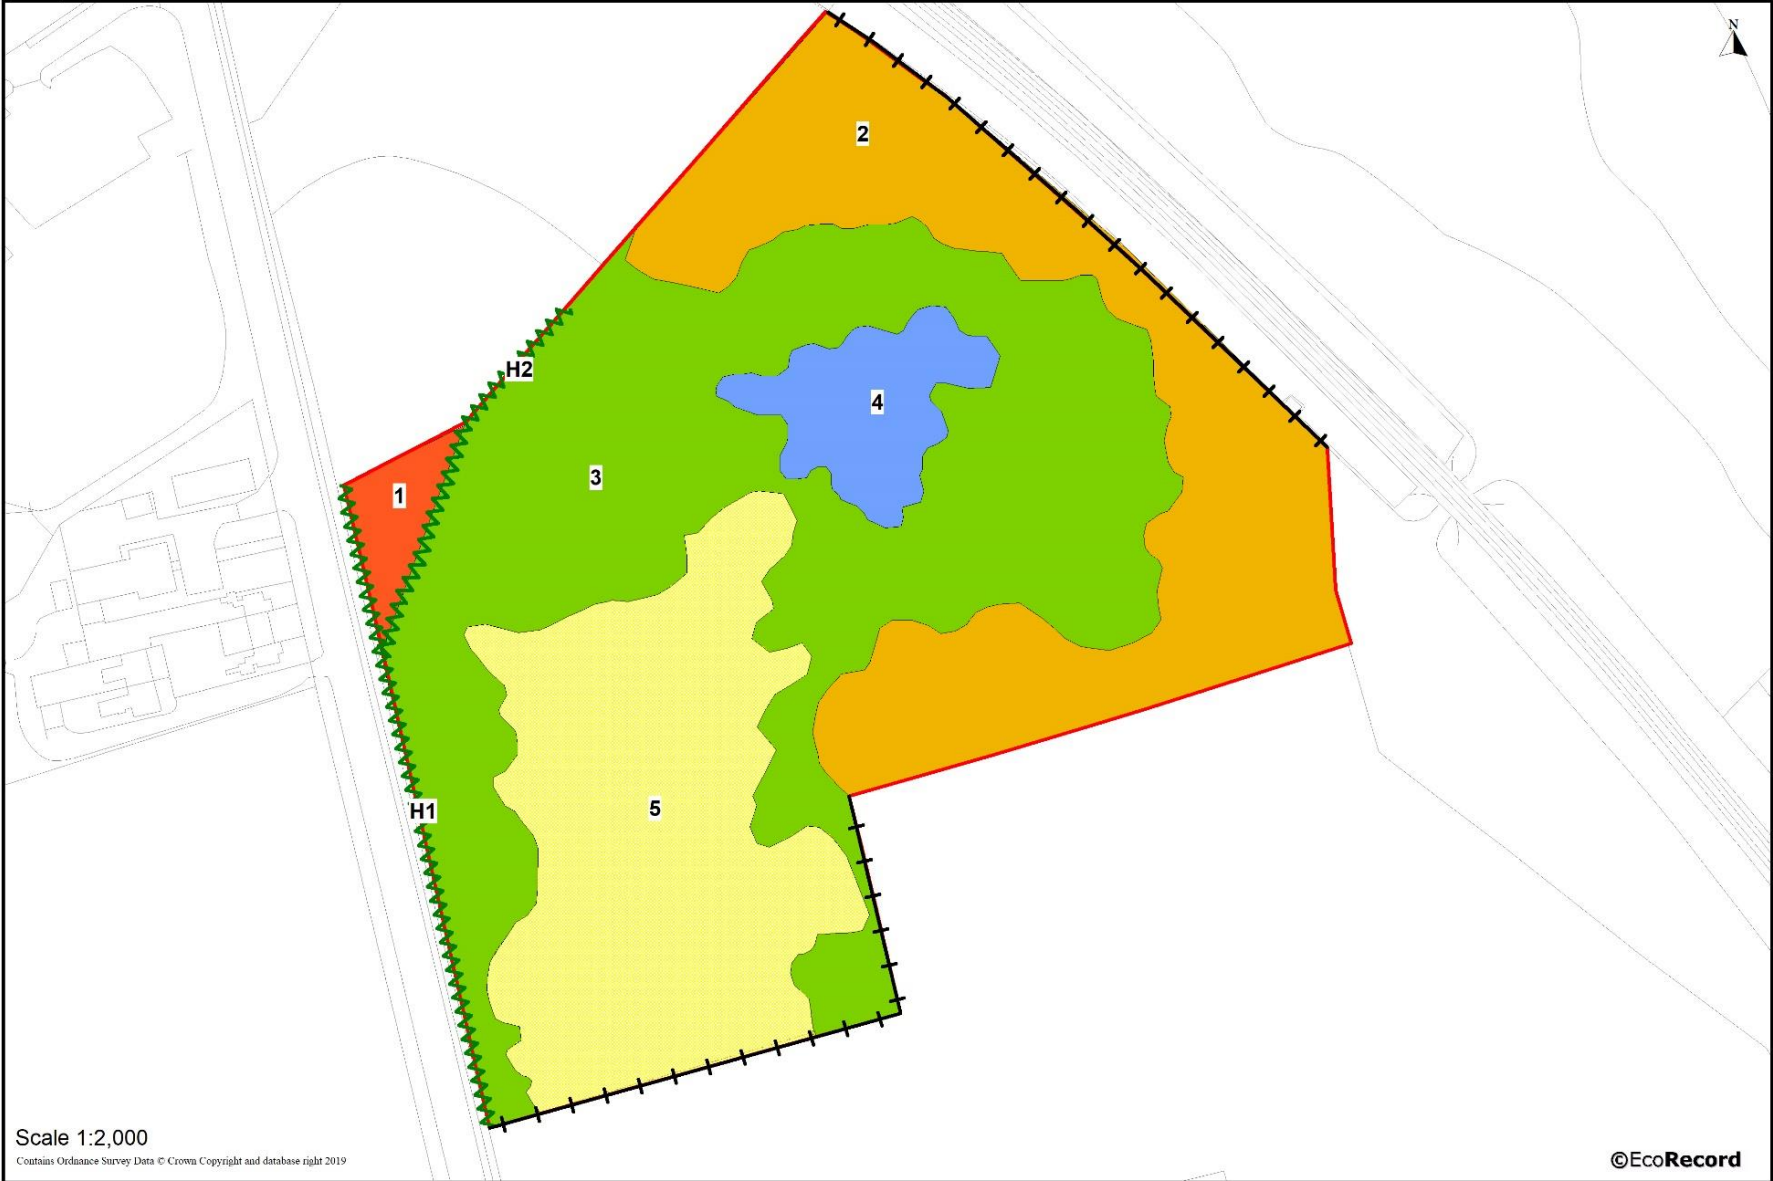 N
2
H2
4
3
1
H1
5
Scale 1:2,000
Contains Ordnance Survey Data © Crown Copyright and database right 2019
©EcoRecord